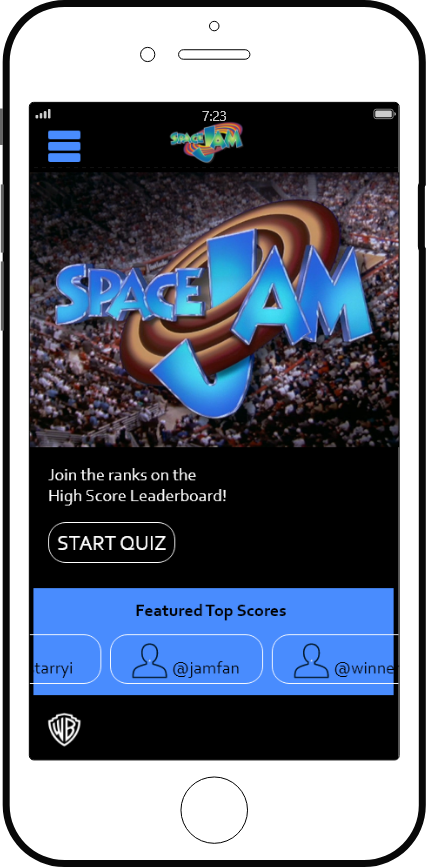 7:23
SPACE JAM
SPACE JAM
Join the ranks on the
High Score Leaderboard!
START QUIZ
Featured Top Scores
starryi
@jamfan
@winne
WB